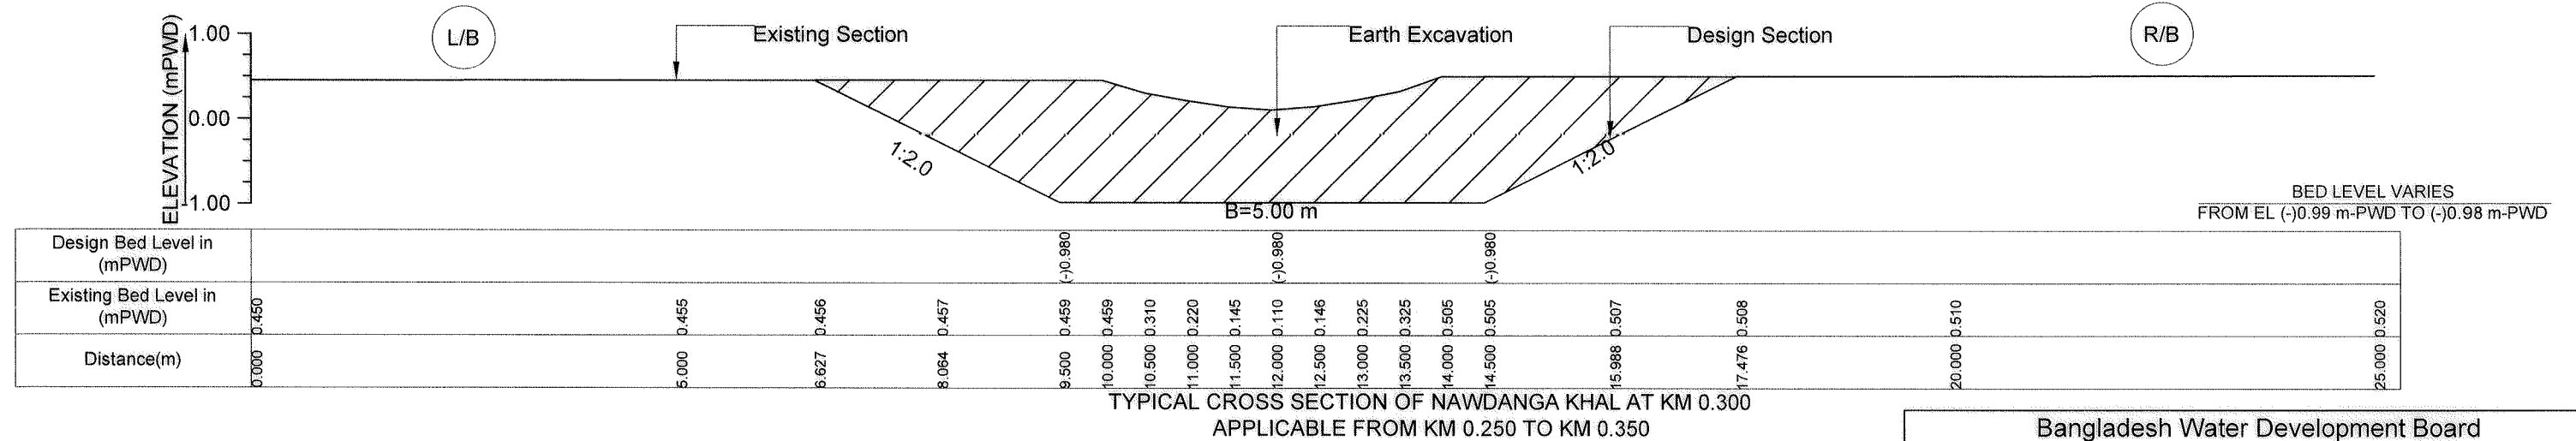 ELEVATION (mPWD)
1.00
0.00
-1.00
L/B
Existing Section
Earth Excavation
Design Section
R/B
1:2.0
1:2.0
B=5.00 m
BED LEVEL VARIES
FROM EL (-)0.99 m-PWD TO (-)0.98 m-PWD
Design Bed Level in
(mPWD)
(-)0.980 (-)0.980 (-)0.980
Existing Bed Level in
(mPWD)
0.450 0.455 0.456 0.457 0.459 0.459 0.310 0.220 0.145 0.110 0.146 0.225 0.325 0.505 0.505 0.507 0.508 0.510 0.520
Distance(m)
0.000 5.000 6.627 8.064 9.500 10.000 10.500 11.000 11.500 12.000 12.500 13.000 13.500 14.000 14.500 15.988 17.476 20.000 25.000
TYPICAL CROSS SECTION OF NAWDANGA KHAL AT KM 0.300
APPLICABLE FROM KM 0.250 TO KM 0.350
Bangladesh Water Development Board